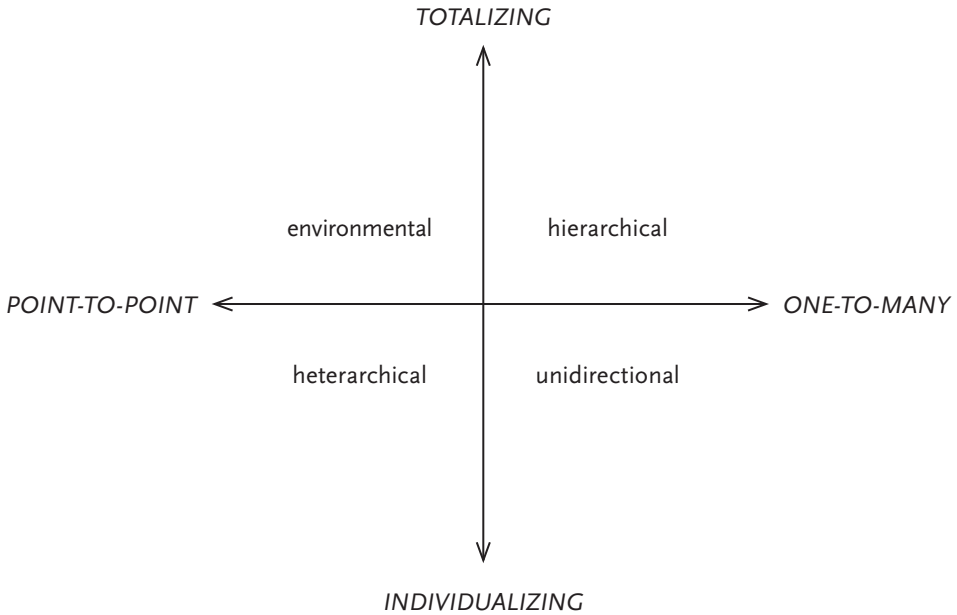 TOTALIZING
environmental
hierarchical
POINT-TO-POINT
ONE-TO-MANY
heterarchical
unidirectional
INDIVIDUALIZING